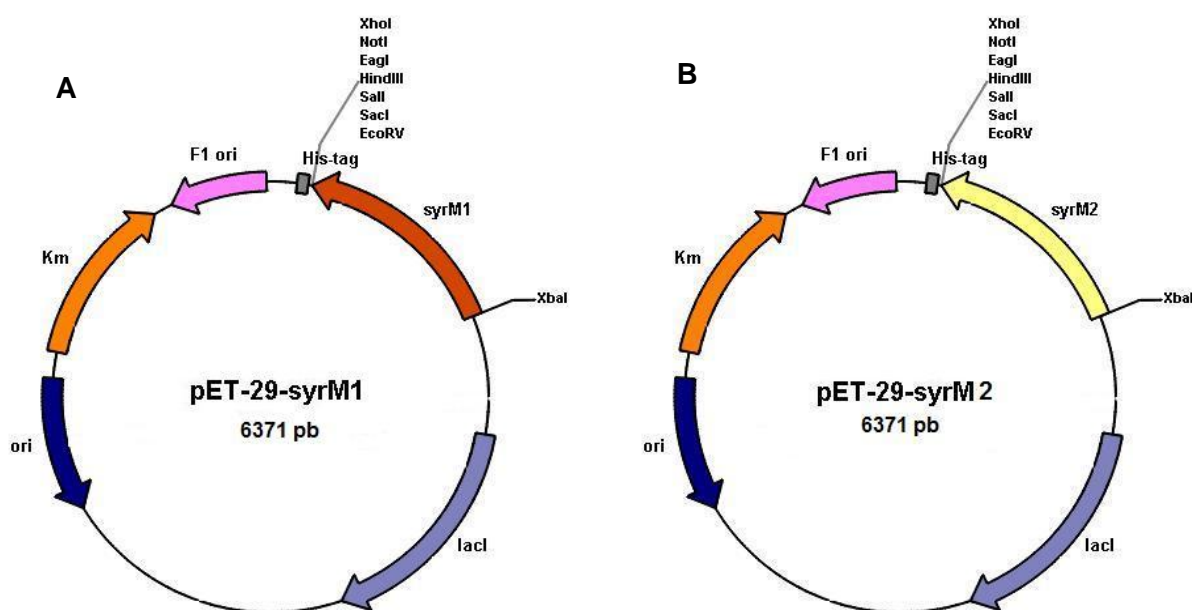 A
XhoI
NotI
EagI
HindIII
SalI
SacI
EcoRV
F1 ori
His-tag
syrM1
Km
XbaI
pET-29-syrM1
6371 pb
ori
lacI
B
XhoI
NotI
EagI
HindIII
SalI
SacI
EcoRV
F1 ori
His-tag
syrM2
Km
XbaI
pET-29-syrM 2
6371 pb
ori
lacI